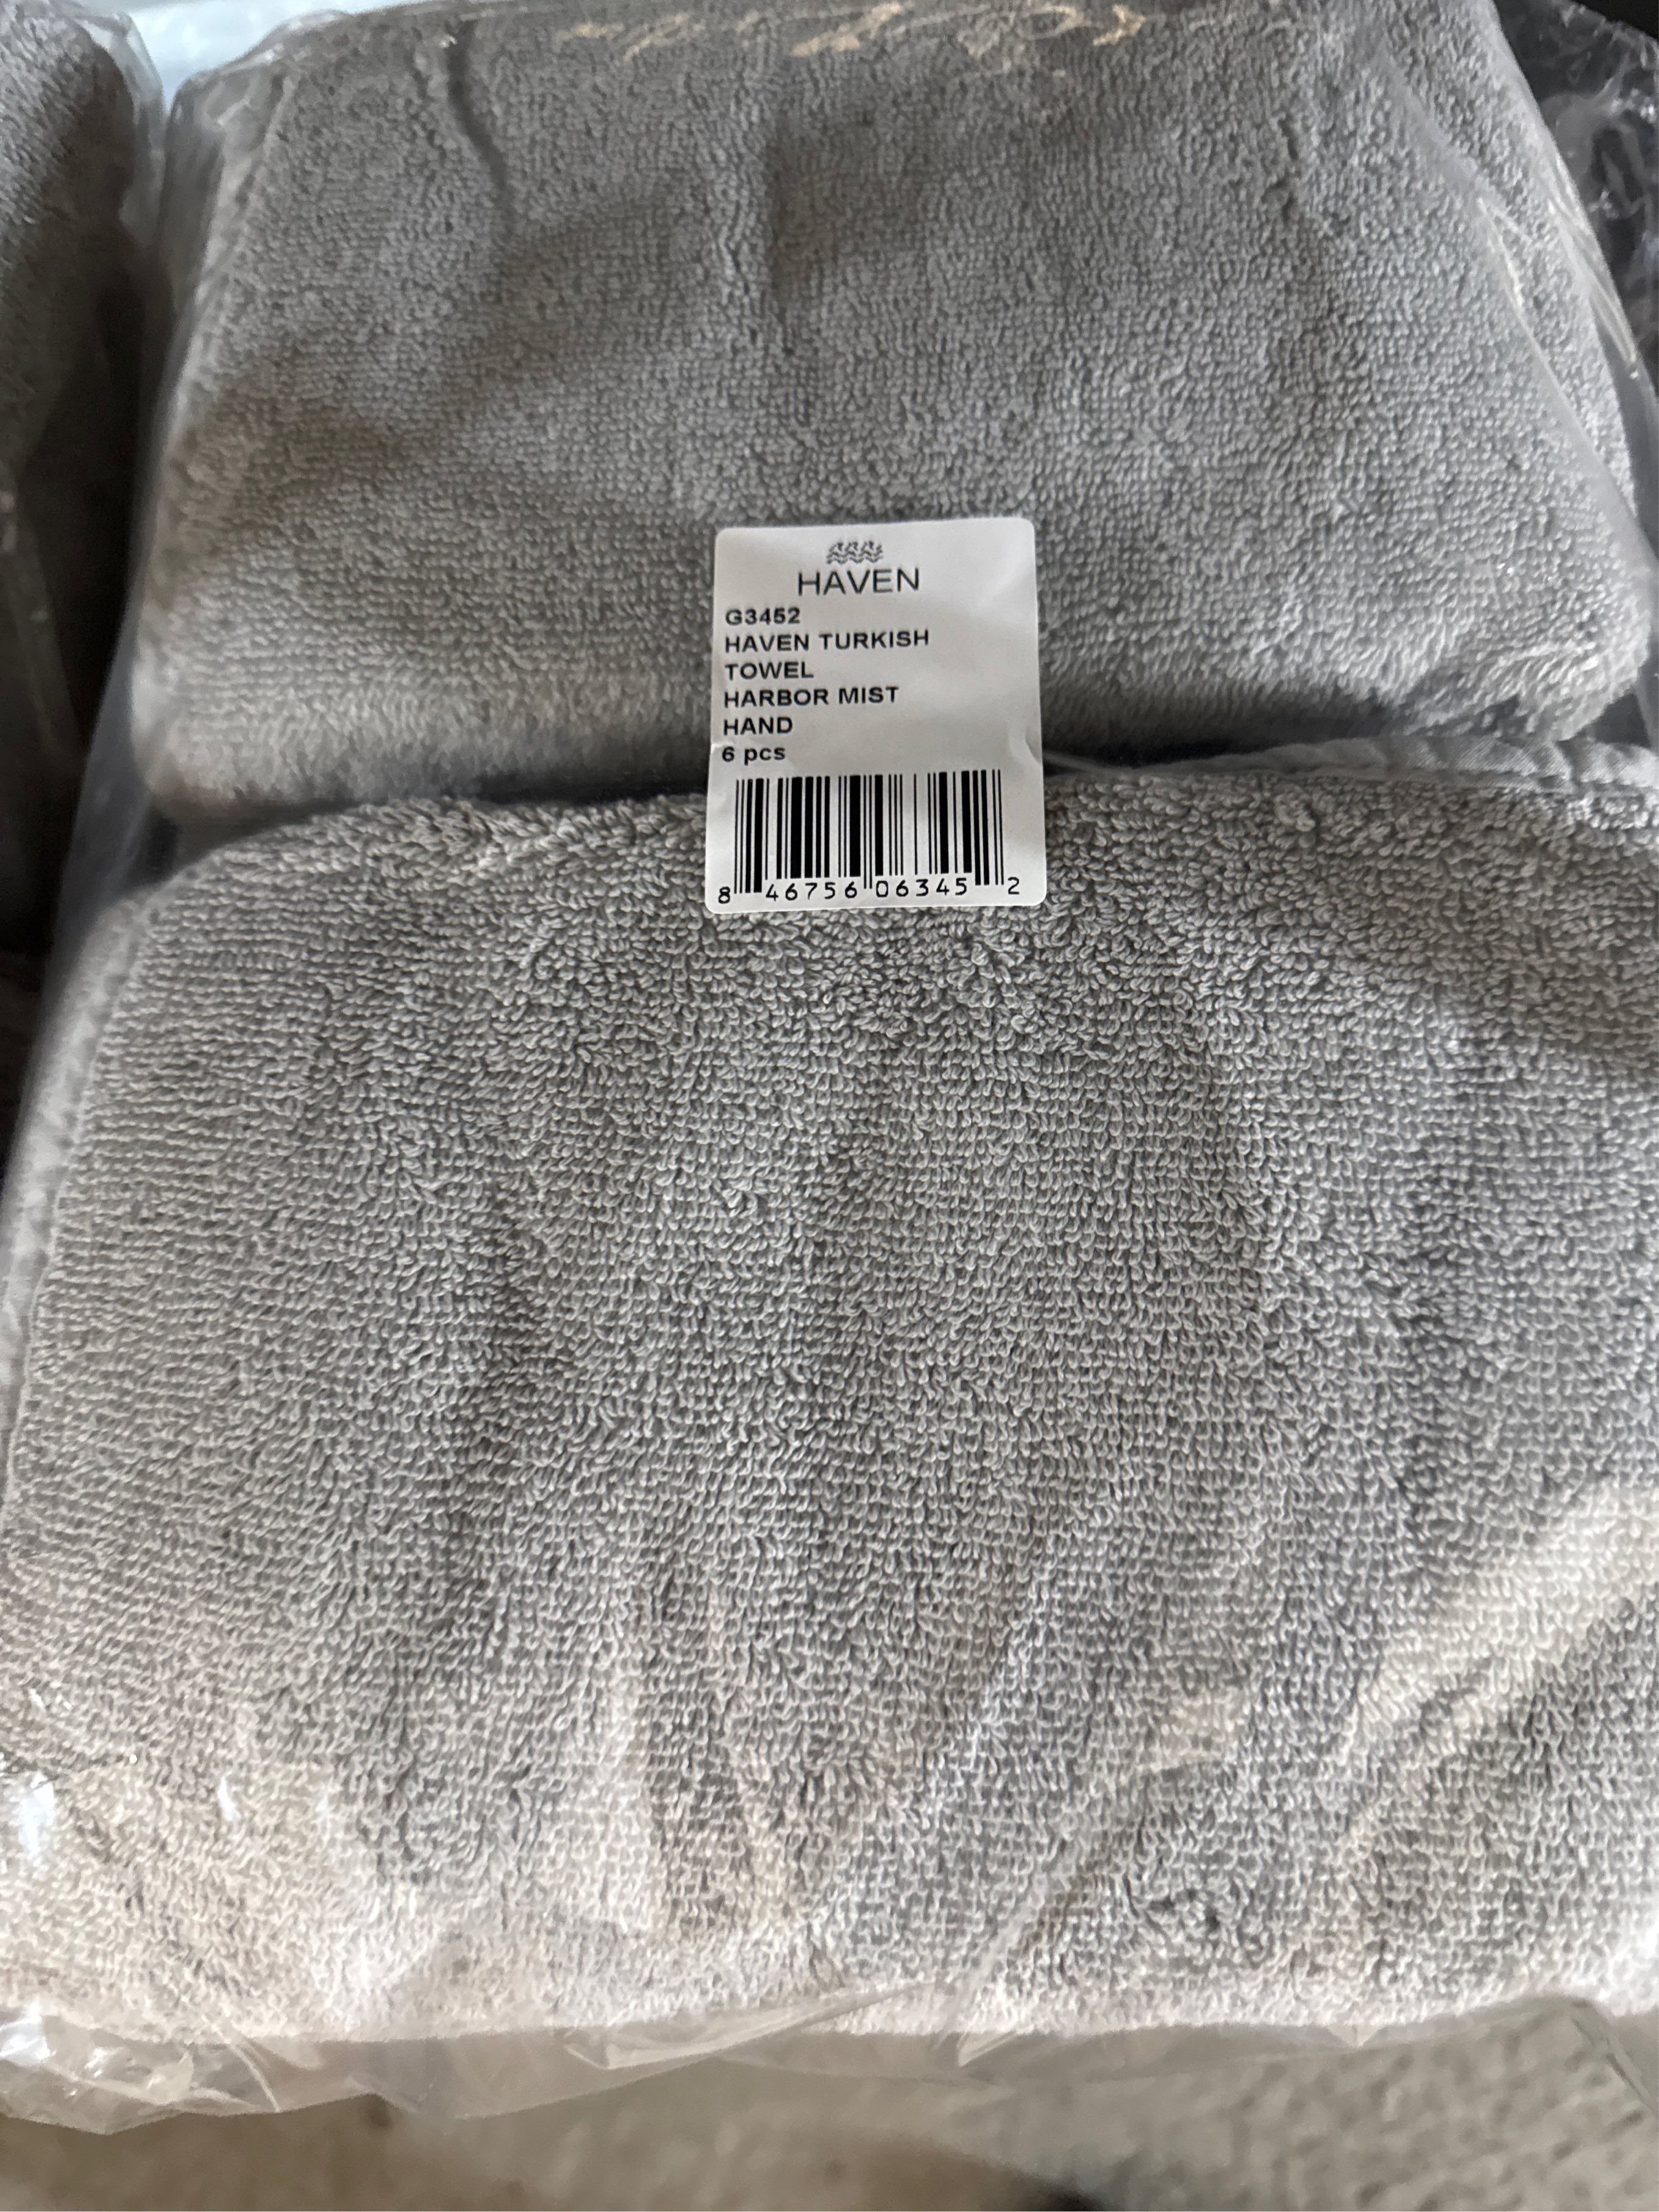 HAVEN
G3452
HAVEN TURKISH
TOWEL
HARBOR MIST
HAND
6 pcs
8 46756 06345 2